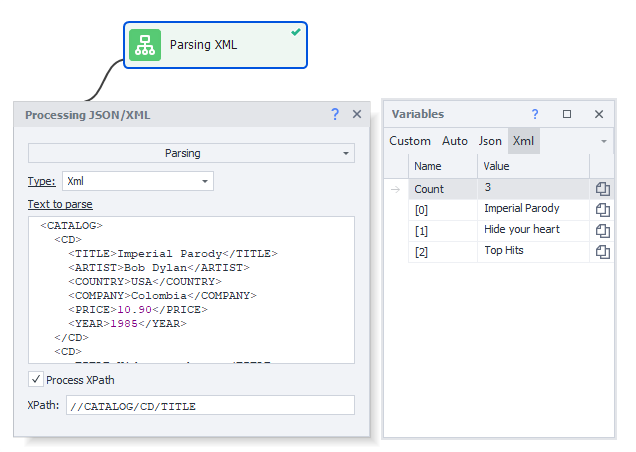 Parsing XML
Processing JSON/XML
?
Parsing
Type:
Xml
Text to parse
<CATALOG>
<CD>
<TITLE>Imperial Parody</TITLE>
<ARTIST>Bob Dylan</ARTIST>
<COUNTRY>USA</COUNTRY>
<COMPANY>Colombia</COMPANY>
<PRICE>10.90</PRICE>
<YEAR>1985</YEAR>
</CD>
<CD>
Process XPath
XPath: //CATALOG/CD/TITLE
Variables ?
Custom Auto Json Xml
Name Value
Count 3
[0] Imperial Parody
[1] Hide your heart
[2] Top Hits